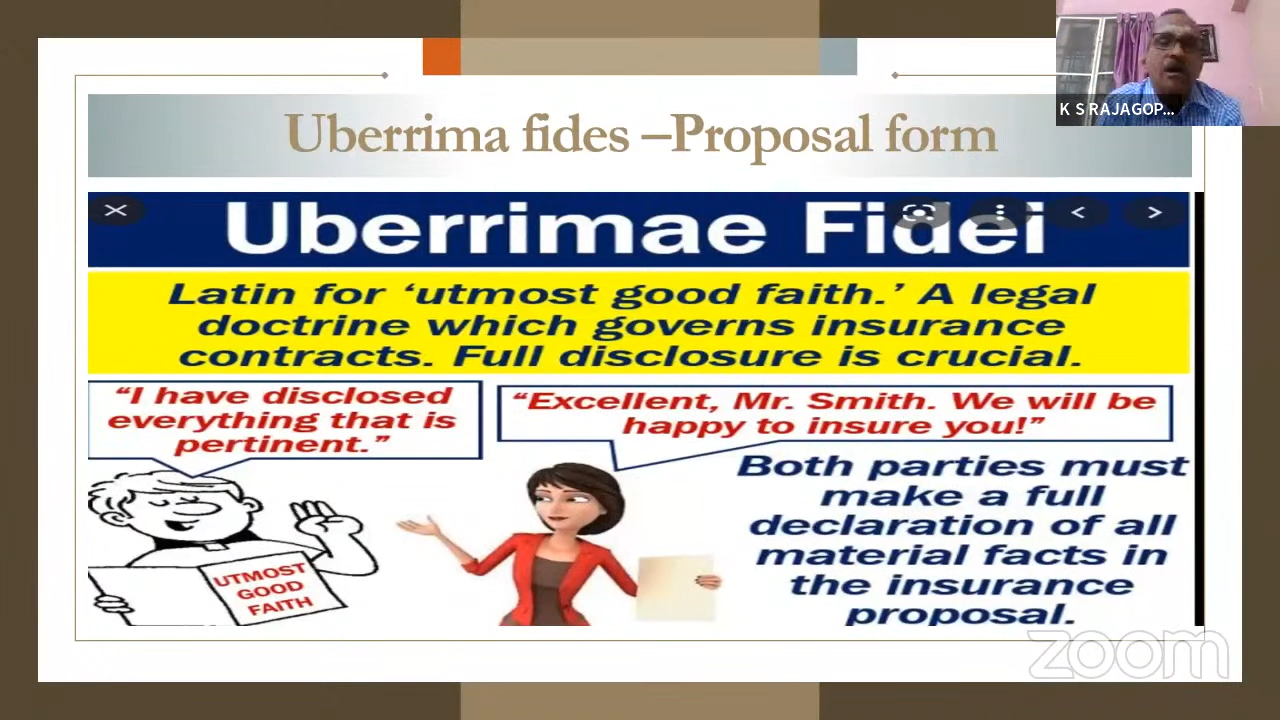 K S RAJAGOP...
Uberrima fides –Proposal form
Uberrimae Fidei
Latin for ‘utmost good faith.’ A legal
doctrine which governs insurance
contracts. Full disclosure is crucial.
“I have disclosed
everything that is
pertinent.”
“Excellent, Mr. Smith. We will be
happy to insure you!”
UTMOST
GOOD
FAITH
Both parties must
make a full
declaration of all
material facts in
the insurance
proposal.
zoom